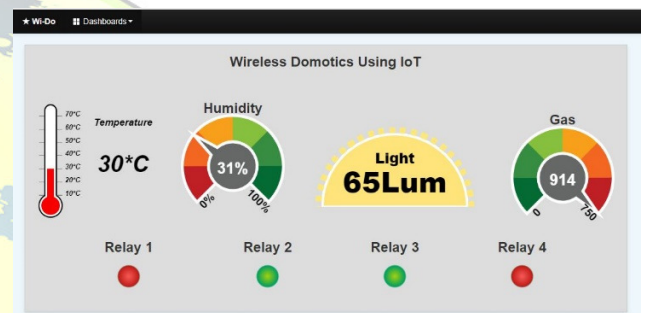 ★ Wi-Do Dashboards
Wireless Domotics Using IoT
70°C
60°C
50°C
40°C
30°C
20°C
10°C
Temperature
30*C
Humidity
31%
0%
100%
Light
65Lum
Gas
914
0
750
Relay 1 Relay 2 Relay 3 Relay 4